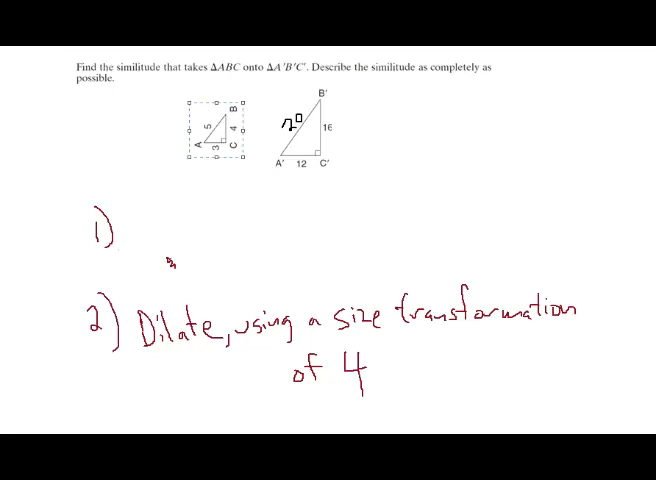 Find the similitude that takes ΔABC onto ΔA'B'C'. Describe the similitude as completely as
possible.
B'
B
5
4
20
16
A
3
C
A'
12
C'
1)
2) Dilate, using a size transformation
of 4